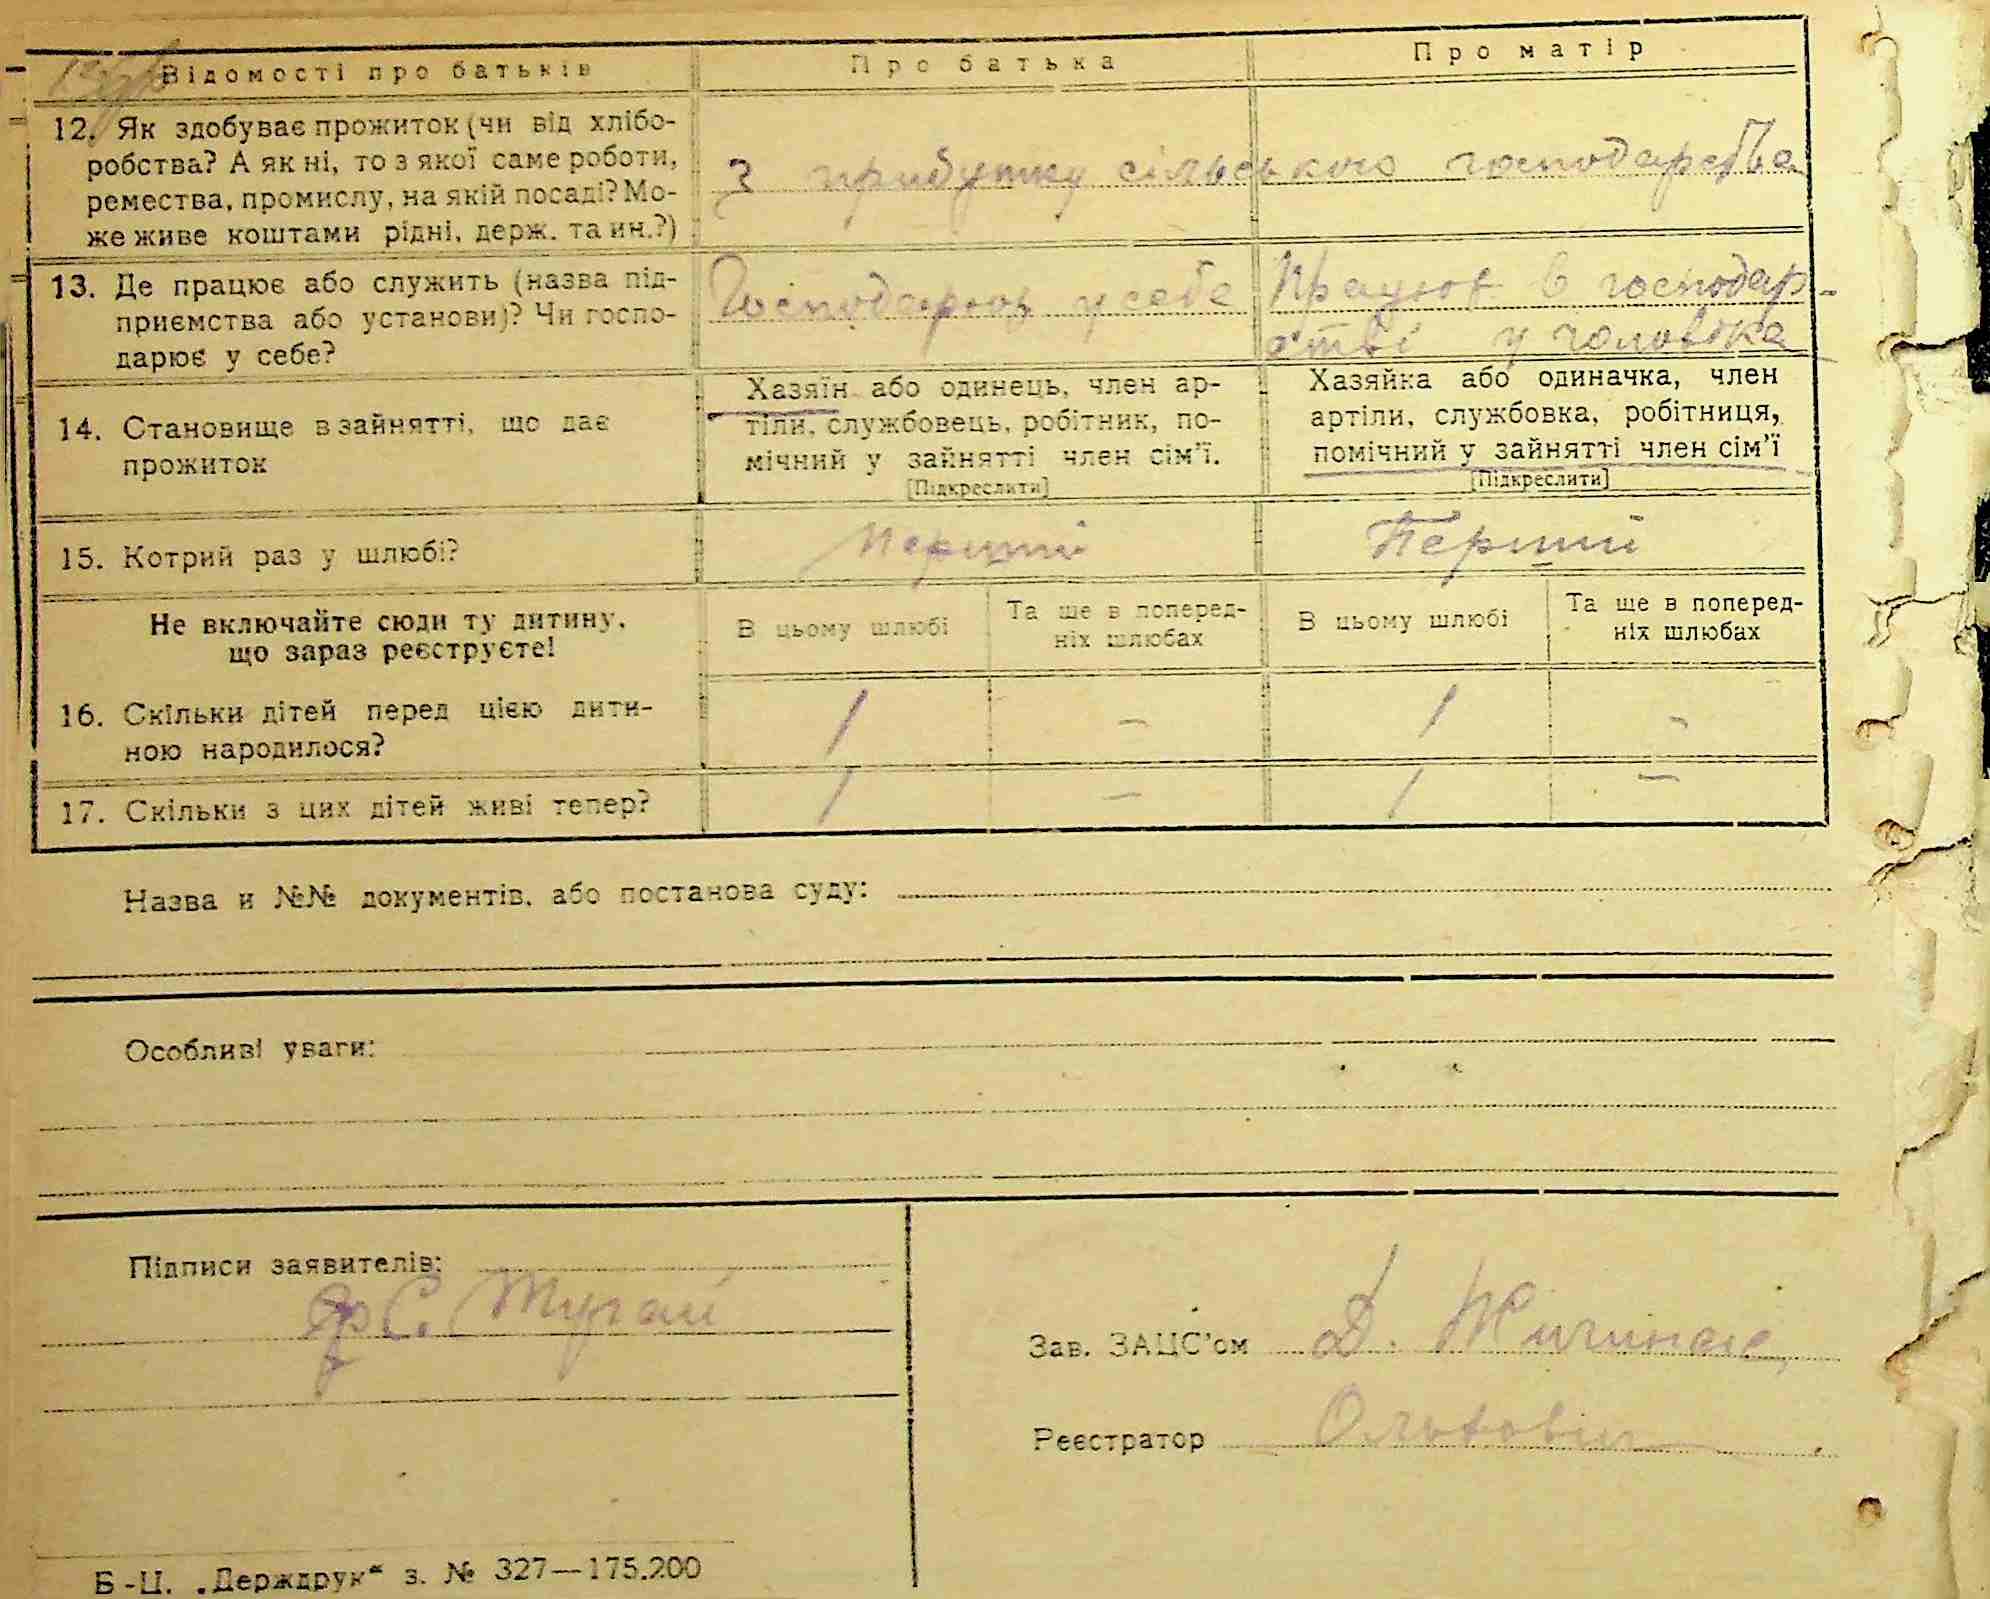 Відомості про батьків
Про батька
Про матір
12. Як здобуває прожиток (чи від хлібо-
робства? А як ні, то з якої саме роботи,
ремества, промислу, на якій посаді? Мо-
же живе коштами рідні, держ. та ин.?)
З прибутку сільського господарства
13. Де працює або служить (назва під-
приємства або установи)? Чи госпо-
дарює у себе?
Господарює у себе
Працює в господар-
стві у чоловіка
14. Становище в зайнятті, що дає
прожиток
Хазяїн або одинець, член ар-
тіли, службовець, робітник, по-
мічний у зайнятті член сім'ї.
[Підкреслити]
Хазяйка або одиначка, член
артіли, службовка, робітниця,
помічний у зайнятті член сім'ї
[Підкреслити]
15. Котрий раз у шлюбі?
Перший
Перший
Не включайте сюди ту дитину,
що зараз реєструєте!
В цьому шлюбі
Та ще в поперед-
ніх шлюбах
В цьому шлюбі
Та ще в поперед-
ніх шлюбах
16. Скільки дітей перед цією дити-
ною народилося?
1 – 1 –
17. Скільки з цих дітей живі тепер?
1 – 1 –
Назва и №№ документів, або постанова суду:
Особливі уваги:
Підписи заявителів:
С. Тугай
Зав. ЗАЦС'ом Д.
Реєстратор
Б-Ц. „Держдрук“ з. № 327—175.200